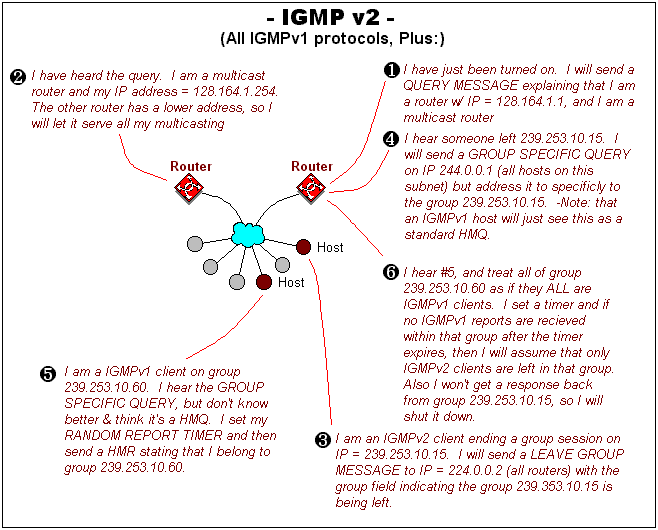 - IGMP v2 -
(All IGMPv1 protocols, Plus:)
❷ I have heard the query. I am a multicast
router and my IP address = 128.164.1.254.
The other router has a lower address, so I
will let it serve all my multicasting
❶ I have just been turned on. I will send a
QUERY MESSAGE explaining that I am
a router w/ IP = 128.164.1.1, and I am a
multicast router
❹ I hear someone left 239.253.10.15. I
will send a GROUP SPECIFIC QUERY
on IP 244.0.0.1 (all hosts on this
subnet) but address it to specificly to
the group 239.253.10.15. -Note: that
an IGMPv1 host will just see this as a
standard HMQ.
Router
Router
Host
Host
❻ I hear #5, and treat all of group
239.253.10.60 as if they ALL are
IGMPv1 clients. I set a timer and if
no IGMPv1 reports are recieved
within that group after the timer
expires, then I will assume that only
IGMPv2 clients are left in that group.
Also I won't get a response back
from group 239.253.10.15, so I will
shut it down.
❺ I am a IGMPv1 client on group
239.253.10.60. I hear the GROUP
SPECIFIC QUERY, but don't know
better & think it's a HMQ. I set my
RANDOM REPORT TIMER and then
send a HMR stating that I belong to
group 239.253.10.60.
❸ I am an IGMPv2 client ending a group session on
IP = 239.253.10.15. I will send a LEAVE GROUP
MESSAGE to IP = 224.0.0.2 (all routers) with the
group field indicating the group 239.353.10.15 is
being left.